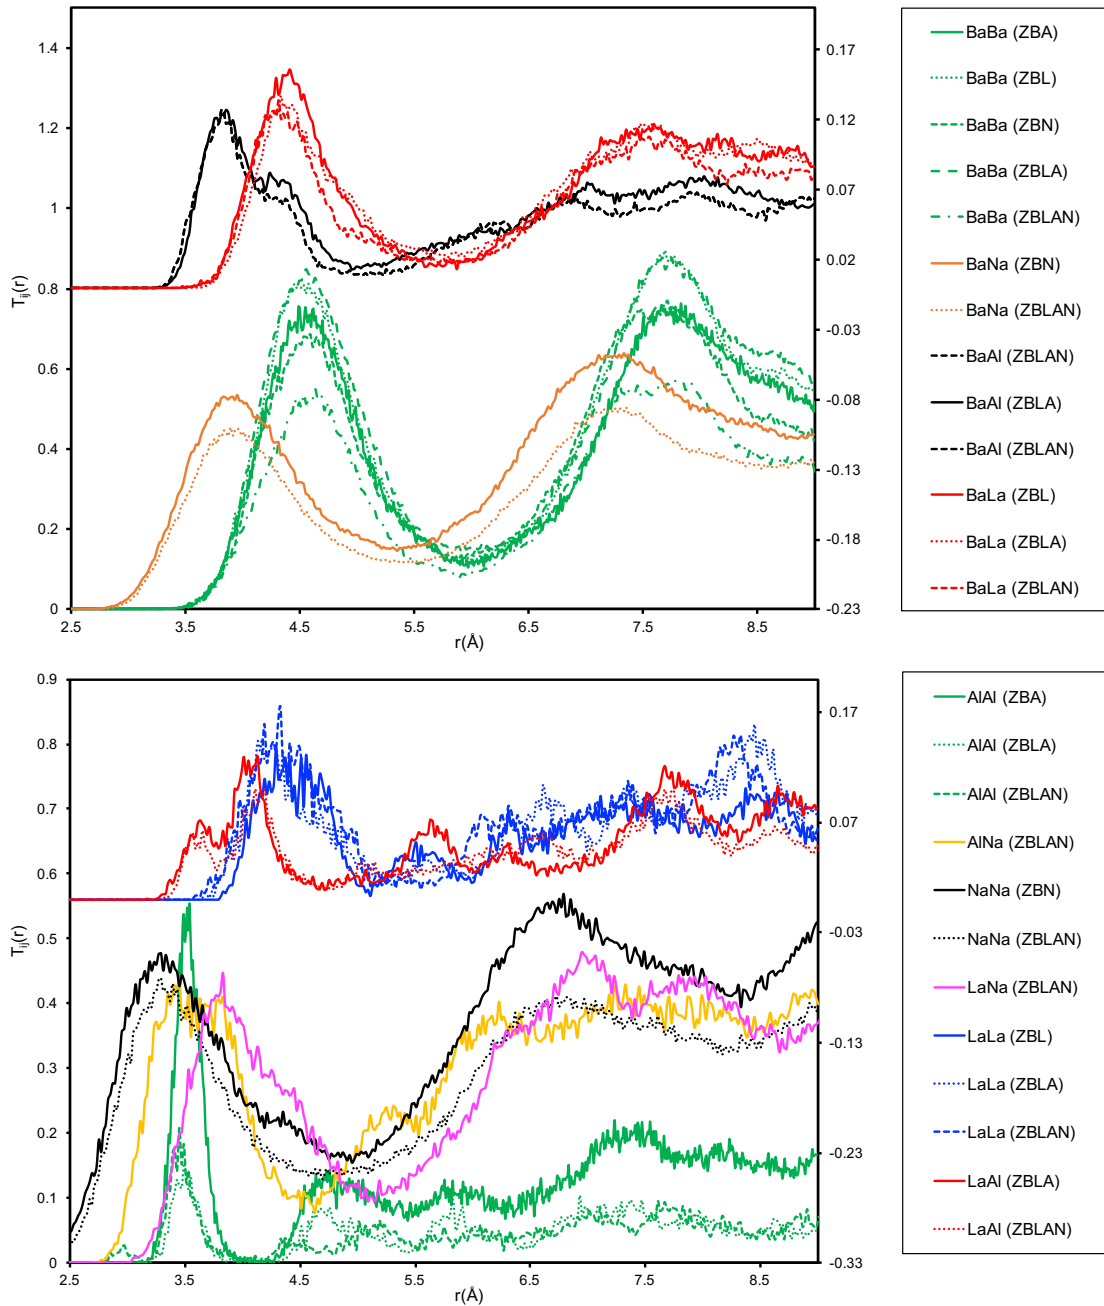 1.4
1.2
1
0.8
0.6
0.4
0.2
0
T_ij(r)
0.17
0.12
0.07
0.02
-0.03
-0.08
-0.13
-0.18
-0.23
2.5 3.5 4.5 5.5 6.5 7.5 8.5
r(Å)
BaBa (ZBA)
BaBa (ZBL)
BaBa (ZBN)
BaBa (ZBLA)
BaBa (ZBLAN)
BaNa (ZBN)
BaNa (ZBLAN)
BaAl (ZBLAN)
BaAl (ZBLA)
BaAl (ZBLAN)
BaLa (ZBL)
BaLa (ZBLA)
BaLa (ZBLAN)
0.9
0.8
0.7
0.6
0.5
0.4
0.3
0.2
0.1
0
T_ij(r)
0.17
0.07
-0.03
-0.13
-0.23
-0.33
2.5 3.5 4.5 5.5 6.5 7.5 8.5
r(Å)
AlAl (ZBA)
AlAl (ZBLA)
AlAl (ZBLAN)
AlNa (ZBLAN)
NaNa (ZBN)
NaNa (ZBLAN)
LaNa (ZBLAN)
LaLa (ZBL)
LaLa (ZBLA)
LaLa (ZBLAN)
LaAl (ZBLA)
LaAl (ZBLAN)